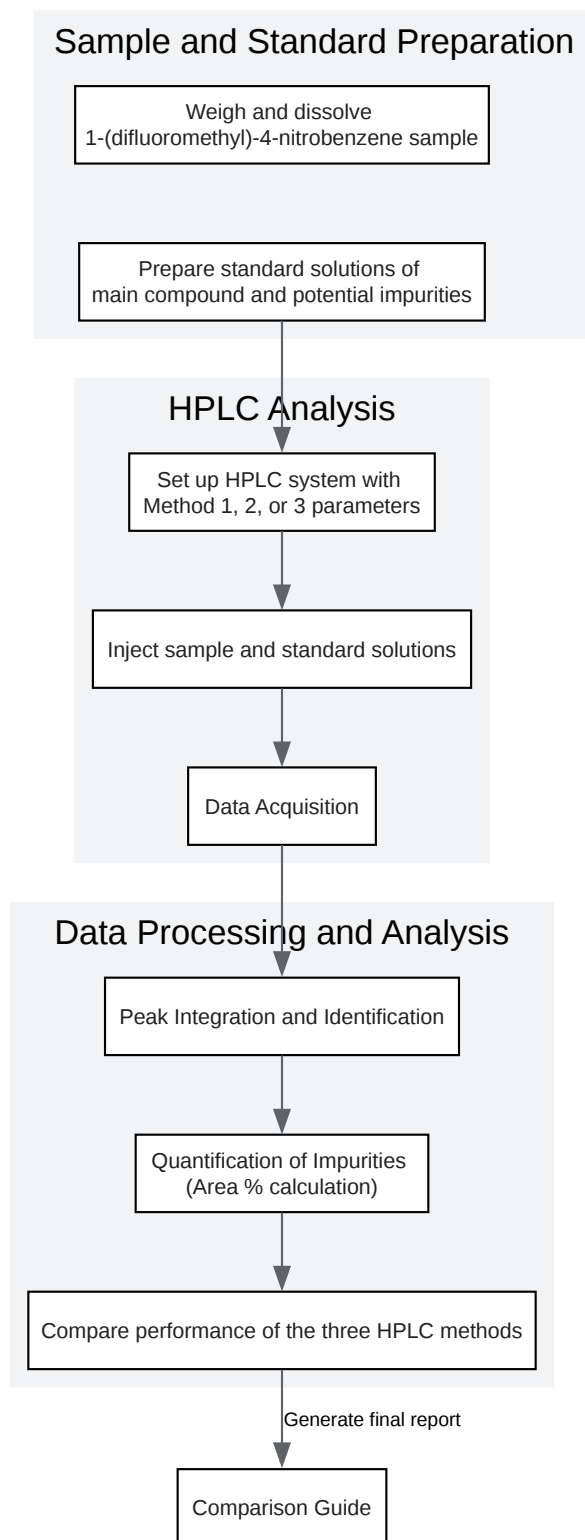 Sample and Standard Preparation
Weigh and dissolve
1-(difluoromethyl)-4-nitrobenzene sample
Prepare standard solutions of
main compound and potential impurities
HPLC Analysis
Set up HPLC system with
Method 1, 2, or 3 parameters
Inject sample and standard solutions
Data Acquisition
Data Processing and Analysis
Peak Integration and Identification
Quantification of Impurities
(Area % calculation)
Compare performance of the three HPLC methods
Generate final report
Comparison Guide